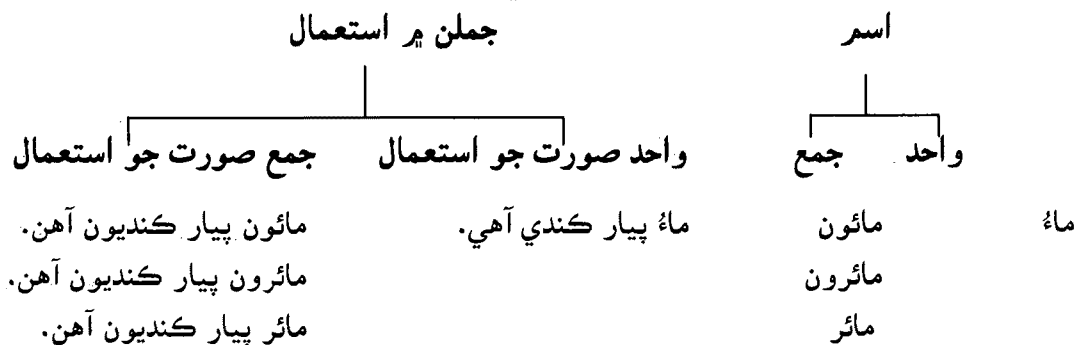 اسم جملن ۾ استعمال
واحد جمع واحد صورت جو استعمال جمع صورت جو استعمال
ماءُ مائون ماءُ پيار ڪندي آهي. مائون پيار ڪنديون آهن.
مائرون مائرون پيار ڪنديون آهن.
مائر مائر پيار ڪنديون آهن.